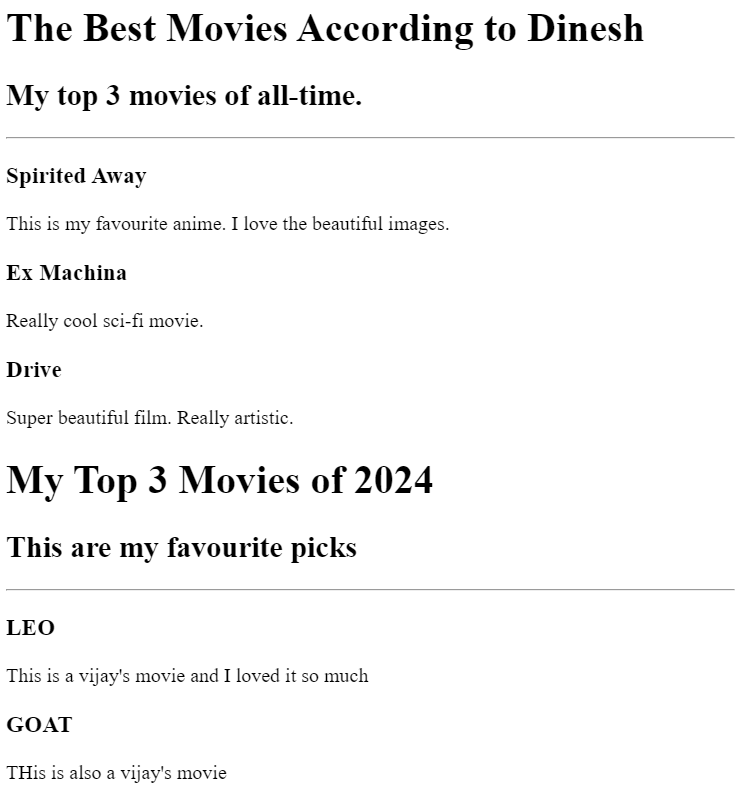 The Best Movies According to Dinesh
My top 3 movies of all-time.
Spirited Away
This is my favourite anime. I love the beautiful images.
Ex Machina
Really cool sci-fi movie.
Drive
Super beautiful film. Really artistic.
My Top 3 Movies of 2024
This are my favourite picks
LEO
This is a vijay's movie and I loved it so much
GOAT
THis is also a vijay's movie